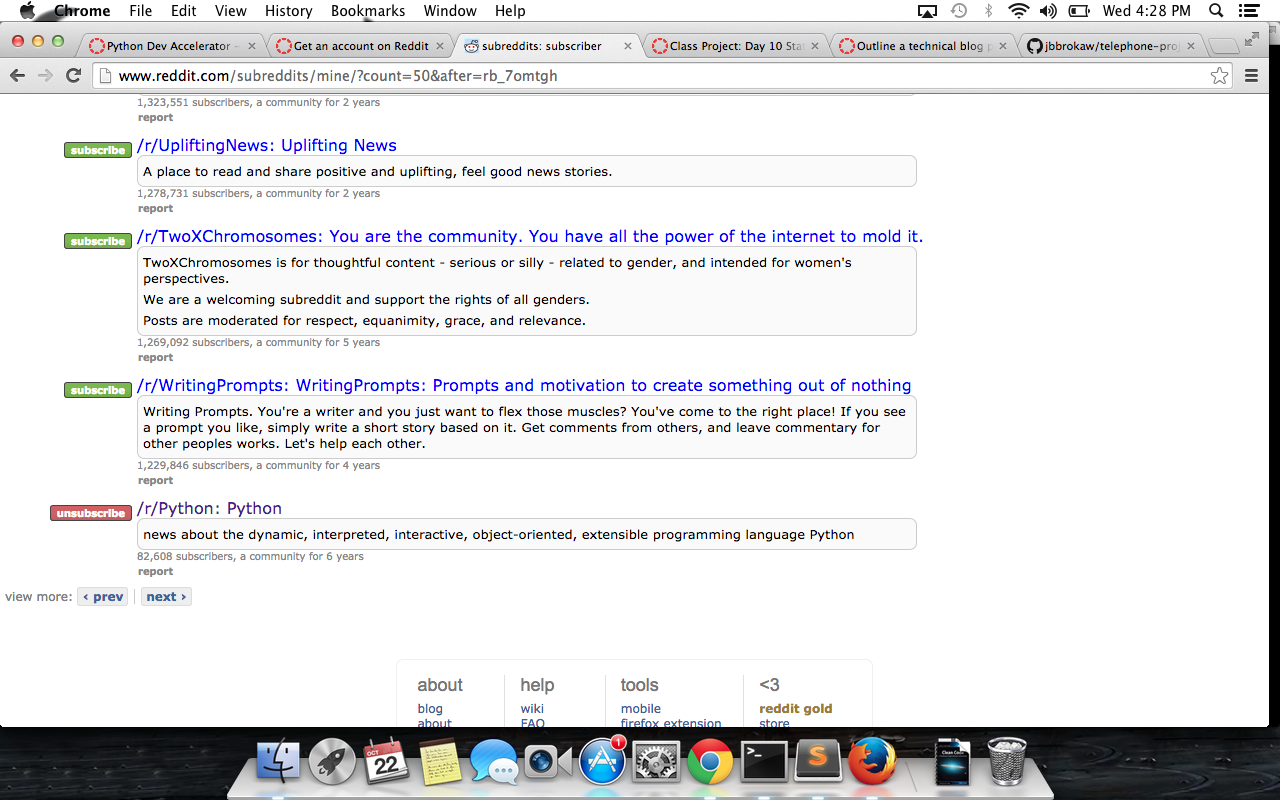 Chrome File Edit View History Bookmarks Window Help Wed 4:28 PM
Python Dev Accelerator – Get an account on Reddit subreddits: subscriber Class Project: Day 10 Sta Outline a technical blog p jbbrokaw/telephone-proj
www.reddit.com/subreddits/mine/?count=50&after=rb_7omtgh
1,323,551 subscribers, a community for 2 years
report
subscribe /r/UpliftingNews: Uplifting News
A place to read and share positive and uplifting, feel good news stories.
1,278,731 subscribers, a community for 2 years
report
subscribe /r/TwoXChromosomes: You are the community. You have all the power of the internet to mold it.
TwoXChromosomes is for thoughtful content - serious or silly - related to gender, and intended for women's
perspectives.
We are a welcoming subreddit and support the rights of all genders.
Posts are moderated for respect, equanimity, grace, and relevance.
1,269,092 subscribers, a community for 5 years
report
subscribe /r/WritingPrompts: WritingPrompts: Prompts and motivation to create something out of nothing
Writing Prompts. You're a writer and you just want to flex those muscles? You've come to the right place! If you see
a prompt you like, simply write a short story based on it. Get comments from others, and leave commentary for
other peoples works. Let's help each other.
1,229,846 subscribers, a community for 4 years
report
unsubscribe /r/Python: Python
news about the dynamic, interpreted, interactive, object-oriented, extensible programming language Python
82,608 subscribers, a community for 6 years
report
view more: ‹ prev | next ›
about help tools <3
blog wiki mobile reddit gold
about FAQ firefox extension store
OCT
22
1
Clean Code